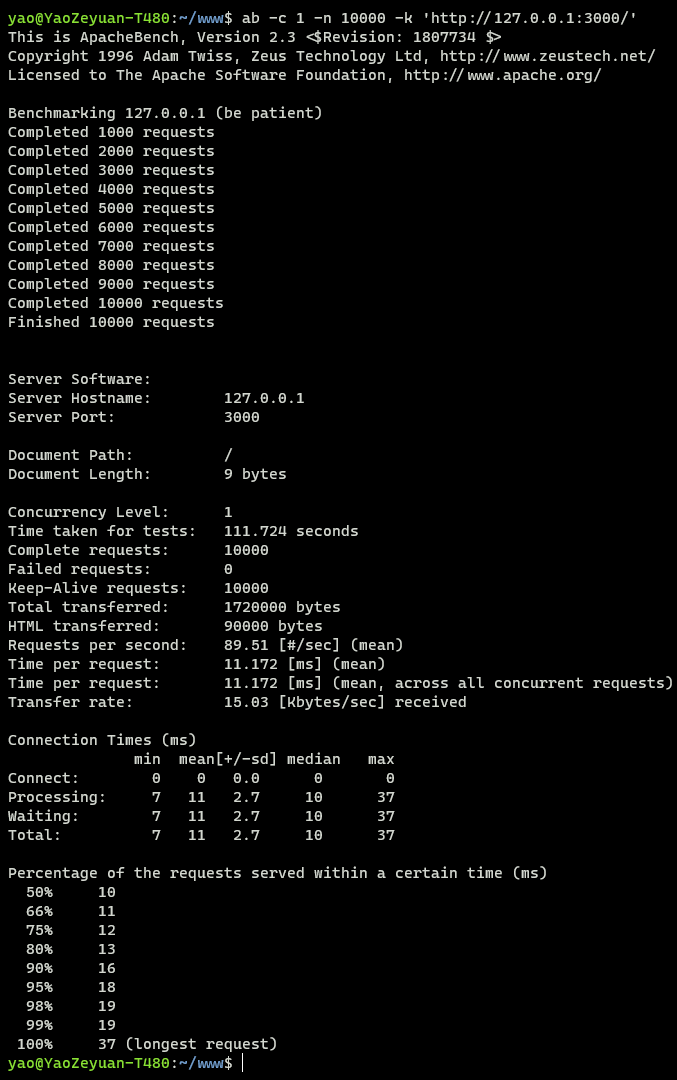 yao@YaoZeyuan-T480:~/www$ ab -c 1 -n 10000 -k 'http://127.0.0.1:3000/'
This is ApacheBench, Version 2.3 <$Revision: 1807734 $>
Copyright 1996 Adam Twiss, Zeus Technology Ltd, http://www.zeustech.net/
Licensed to The Apache Software Foundation, http://www.apache.org/

Benchmarking 127.0.0.1 (be patient)
Completed 1000 requests
Completed 2000 requests
Completed 3000 requests
Completed 4000 requests
Completed 5000 requests
Completed 6000 requests
Completed 7000 requests
Completed 8000 requests
Completed 9000 requests
Completed 10000 requests
Finished 10000 requests


Server Software:
Server Hostname:        127.0.0.1
Server Port:            3000

Document Path:          /
Document Length:        9 bytes

Concurrency Level:      1
Time taken for tests:   111.724 seconds
Complete requests:      10000
Failed requests:        0
Keep-Alive requests:    10000
Total transferred:      1720000 bytes
HTML transferred:       90000 bytes
Requests per second:    89.51 [#/sec] (mean)
Time per request:       11.172 [ms] (mean)
Time per request:       11.172 [ms] (mean, across all concurrent requests)
Transfer rate:          15.03 [Kbytes/sec] received

Connection Times (ms)
              min  mean[+/-sd] median   max
Connect:        0    0   0.0      0       0
Processing:     7   11   2.7     10      37
Waiting:        7   11   2.7     10      37
Total:          7   11   2.7     10      37

Percentage of the requests served within a certain time (ms)
  50%     10
  66%     11
  75%     12
  80%     13
  90%     16
  95%     18
  98%     19
  99%     19
 100%     37 (longest request)
yao@YaoZeyuan-T480:~/www$